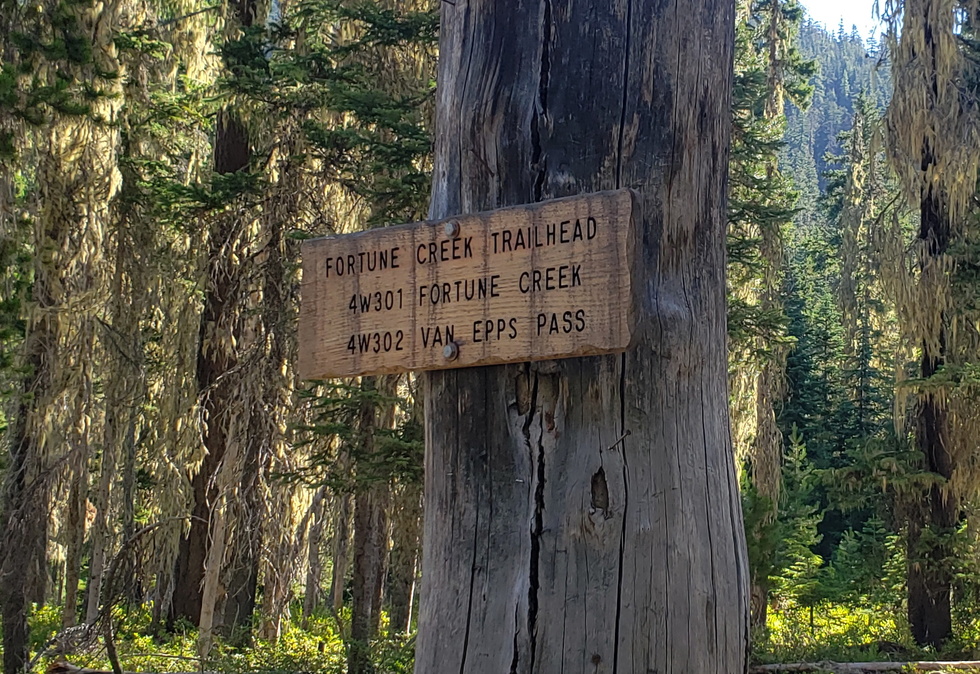 FORTUNE CREEK TRAILHEAD
4W301 FORTUNE CREEK
4W302 VAN EPPS PASS